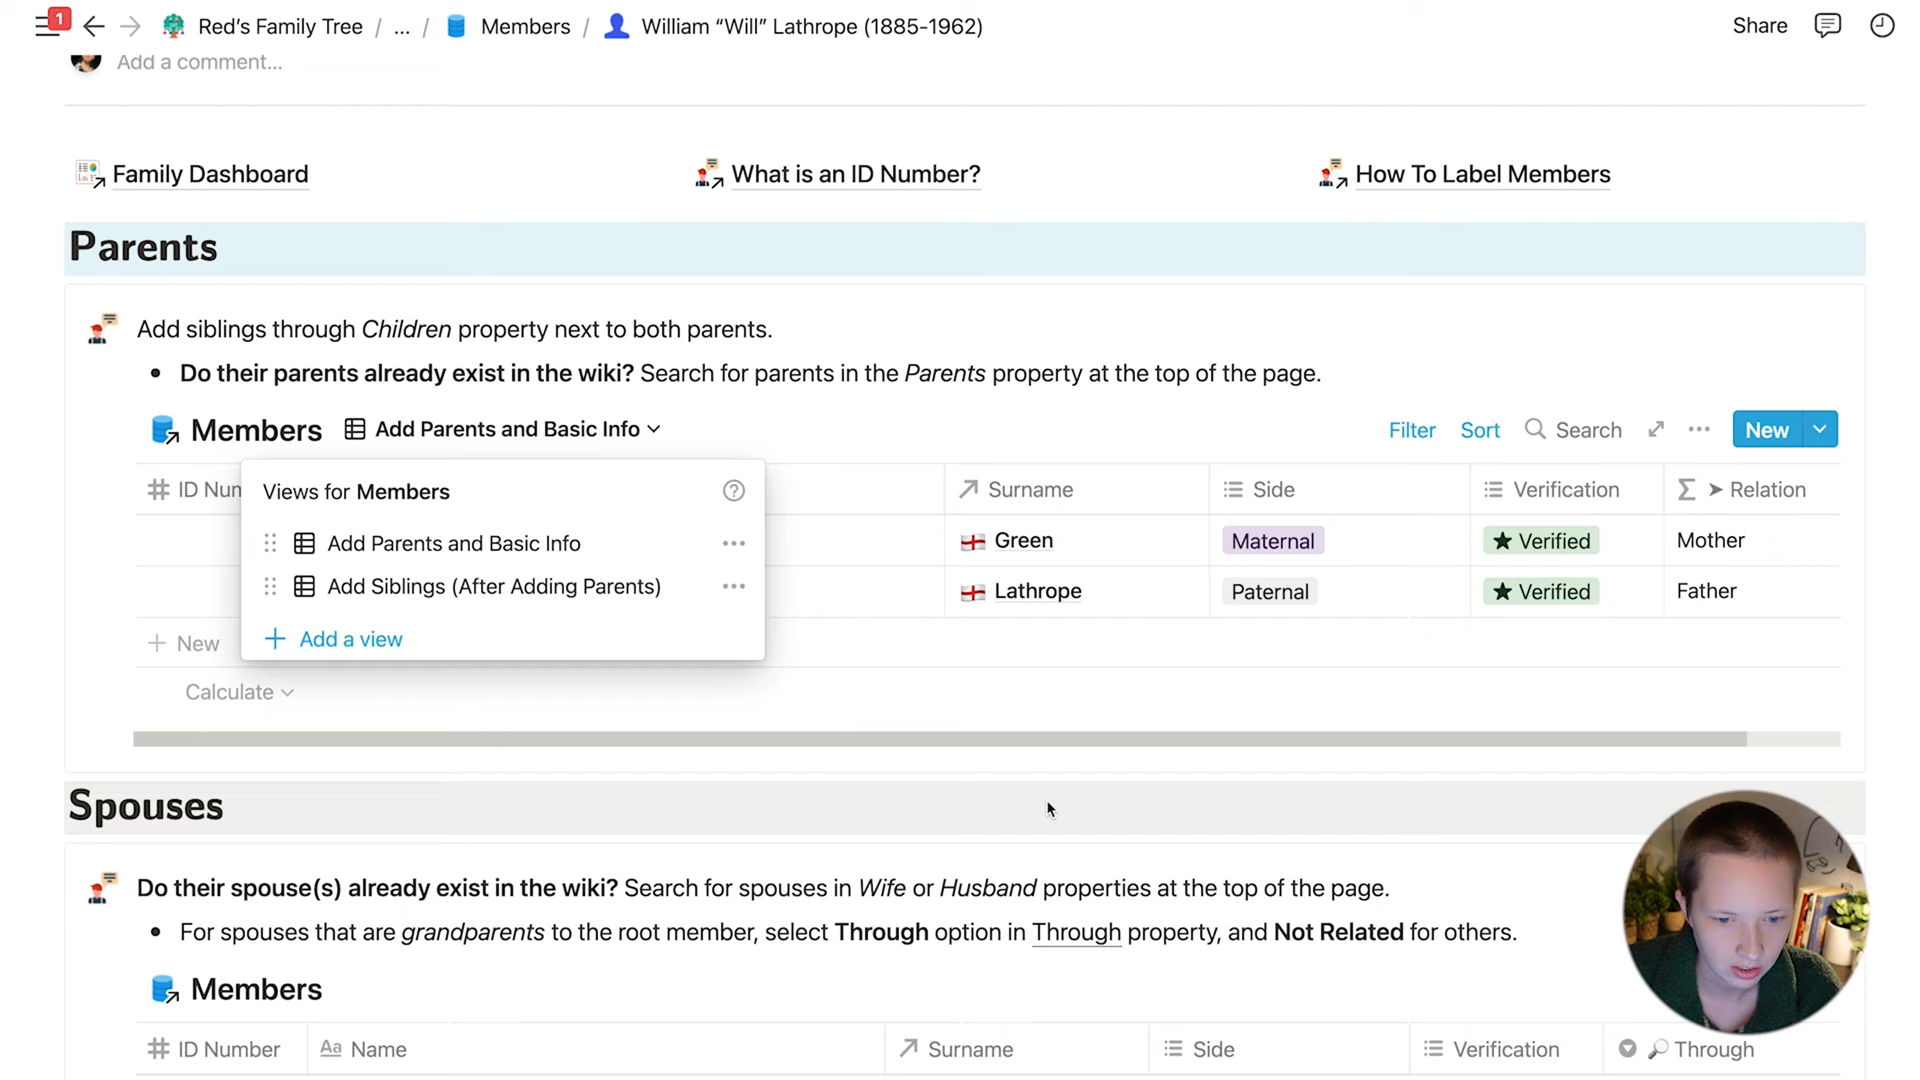 1
Red’s Family Tree / ... / Members / William “Will” Lathrope (1885-1962)
Share
Add a comment...
Family Dashboard
What is an ID Number?
How To Label Members
Parents
Add siblings through Children property next to both parents.
• Do their parents already exist in the wiki? Search for parents in the Parents property at the top of the page.
Members Add Parents and Basic Info
Filter Sort Search ... New
ID Num Surname Side Verification Σ ➤ Relation
Views for Members
Add Parents and Basic Info
Add Siblings (After Adding Parents)
+ Add a view
Green Maternal ★ Verified Mother
Lathrope Paternal ★ Verified Father
+ New
Calculate
Spouses
Do their spouse(s) already exist in the wiki? Search for spouses in Wife or Husband properties at the top of the page.
• For spouses that are grandparents to the root member, select Through option in Through property, and Not Related for others.
Members
# ID Number Aa Name Surname Side Verification Through